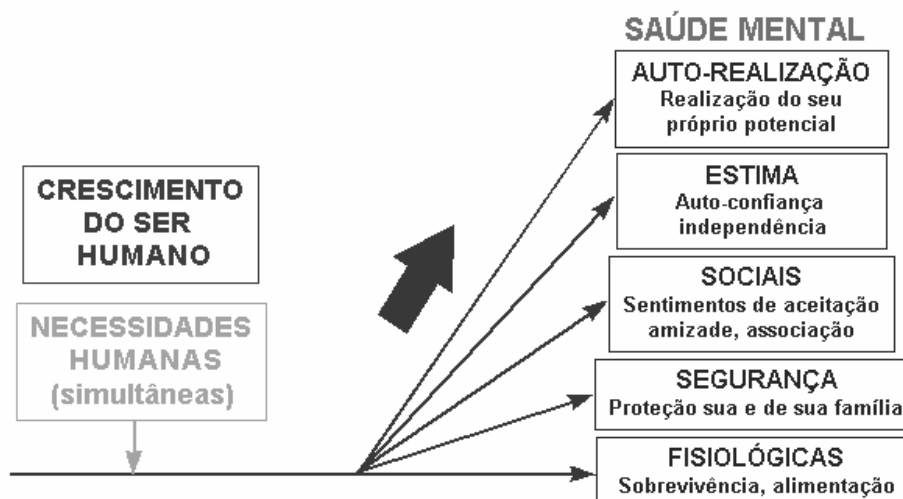 SAÚDE MENTAL
AUTO-REALIZAÇÃO
Realização do seu
próprio potencial
CRESCIMENTO
DO SER
HUMANO
ESTIMA
Auto-confiança
independência
SOCIAIS
Sentimentos de aceitação
amizade, associação
NECESSIDADES
HUMANAS
(simultâneas)
SEGURANÇA
Proteção sua e de sua família
FISIOLÓGICAS
Sobrevivência, alimentação